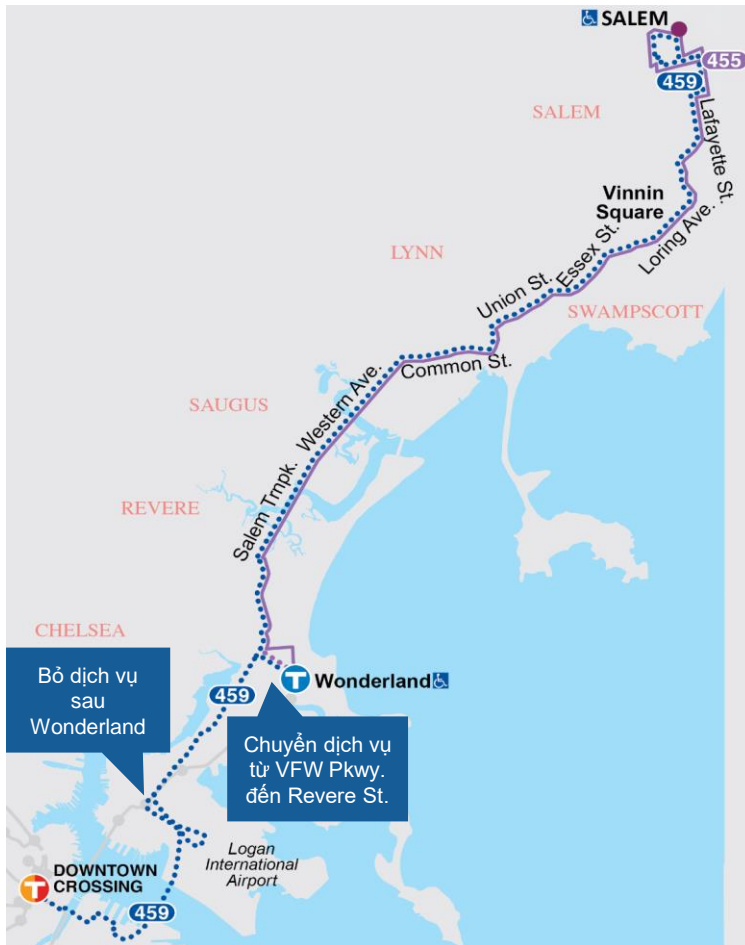 SALEM
455
459
SALEM
Lafayette St.
Vinnin
Square
Loring Ave.
Essex St.
LYNN
Union St.
SWAMPSCOTT
Common St.
Western Ave.
SAUGUS
Salem Trnpk.
REVERE
CHELSEA
Bỏ dịch vụ
sau
Wonderland
459
T
Wonderland
Chuyển dịch vụ
từ VFW Pkwy.
đến Revere St.
Logan
International
Airport
T
DOWNTOWN
CROSSING
459